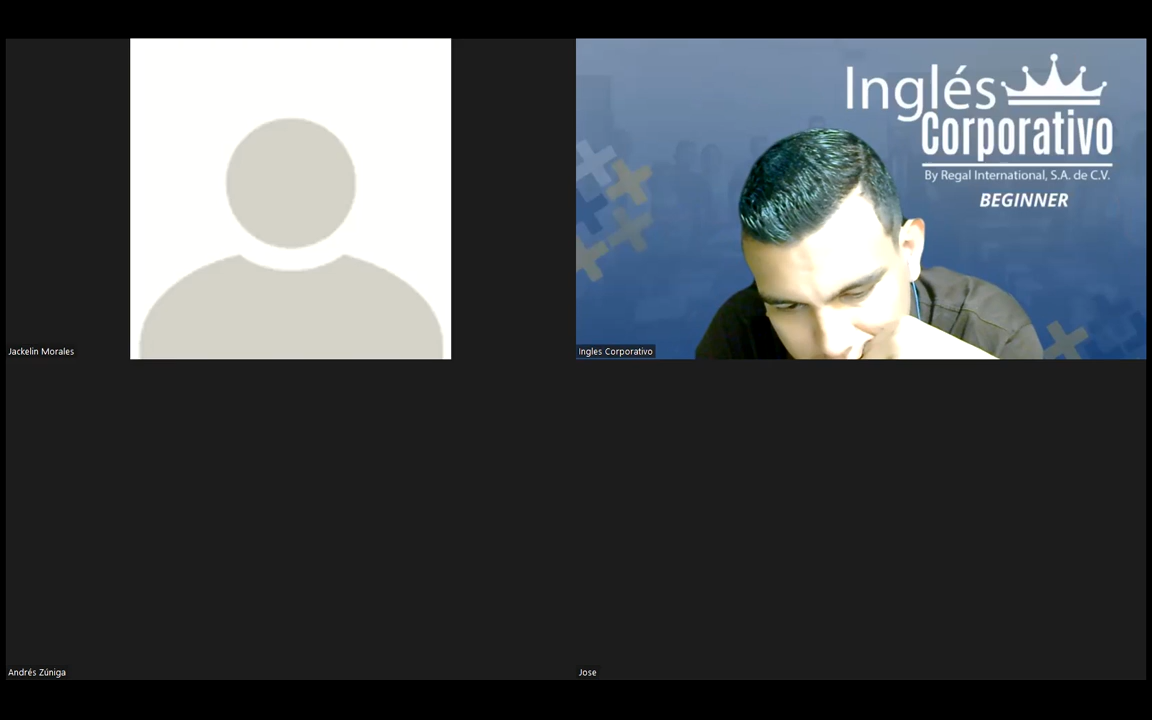 Inglés
Corporativo
By Regal International, S.A. de C.V.
BEGINNER
Jackelin Morales
Ingles Corporativo
Andrés Zúniga
Jose